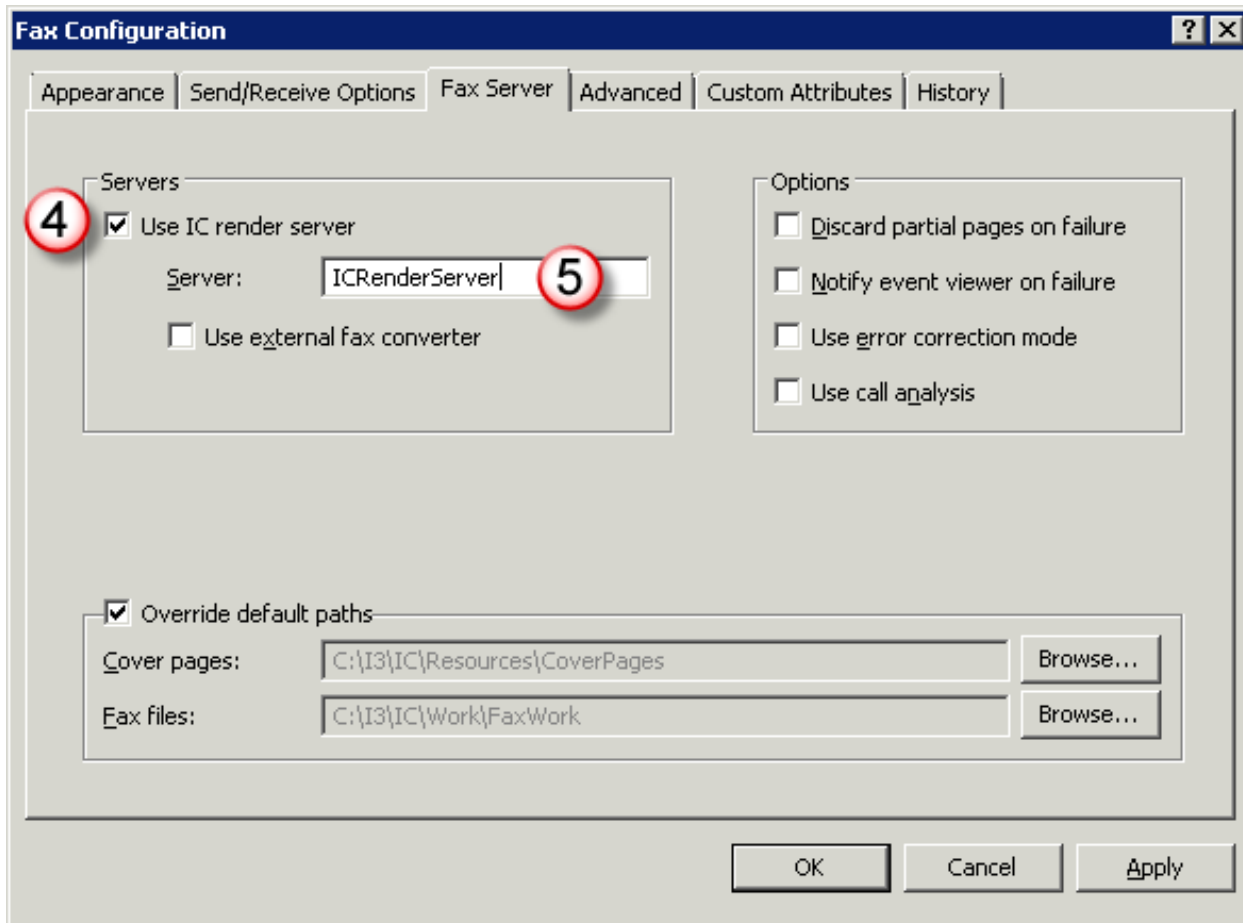 Fax Configuration
Appearance Send/Receive Options Fax Server Advanced Custom Attributes History
Servers
4 Use IC render server
Server: ICRenderServer 5
Use external fax converter
Options
Discard partial pages on failure
Notify event viewer on failure
Use error correction mode
Use call analysis
Override default paths
Cover pages: C:\I3\IC\Resources\CoverPages Browse...
Fax files: C:\I3\IC\Work\FaxWork Browse...
OK Cancel Apply